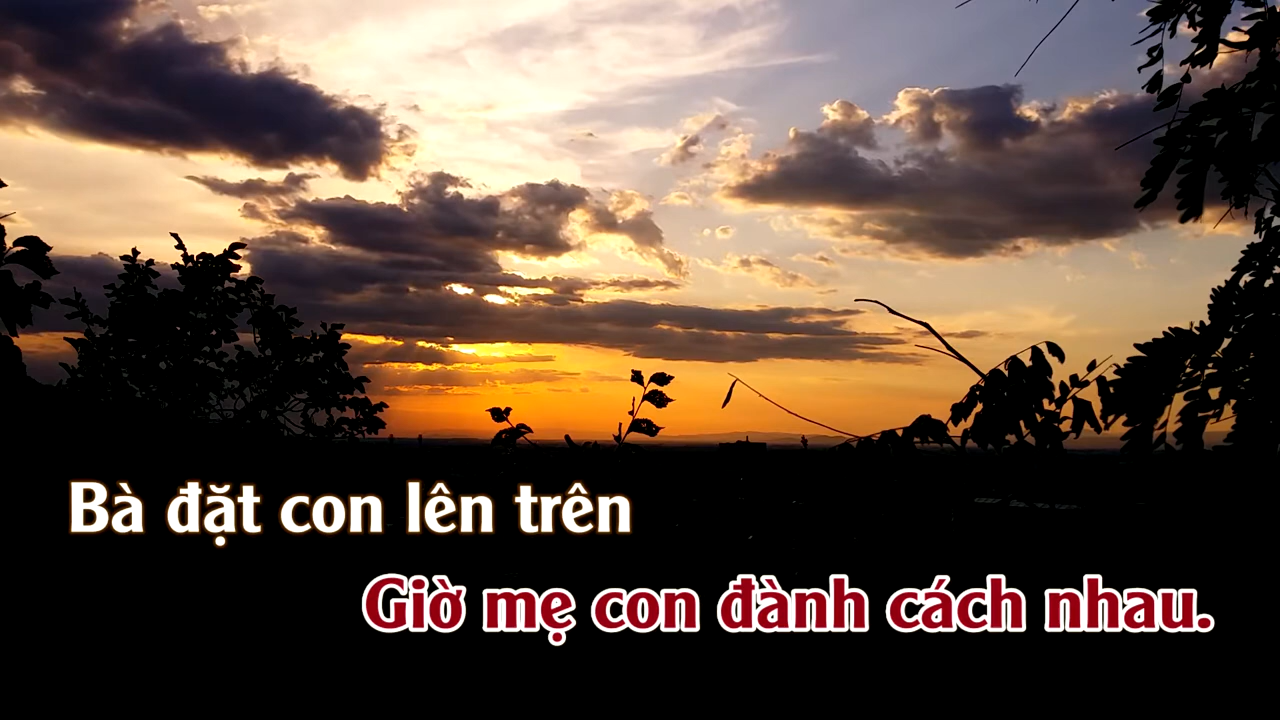 Bà đặt con lên trên
Giờ mẹ con đành cách nhau.